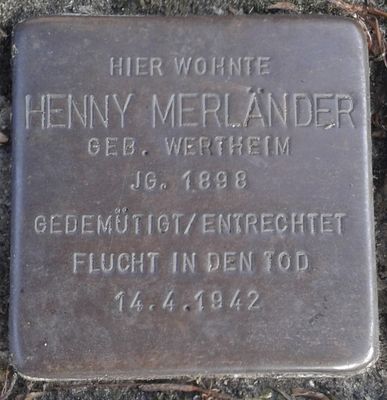 HIER WOHNTE
HENNY MERLÄNDER
GEB. WERTHEIM
JG. 1898
GEDEMÜTIGT/ENTRECHTET
FLUCHT IN DEN TOD
14.4.1942